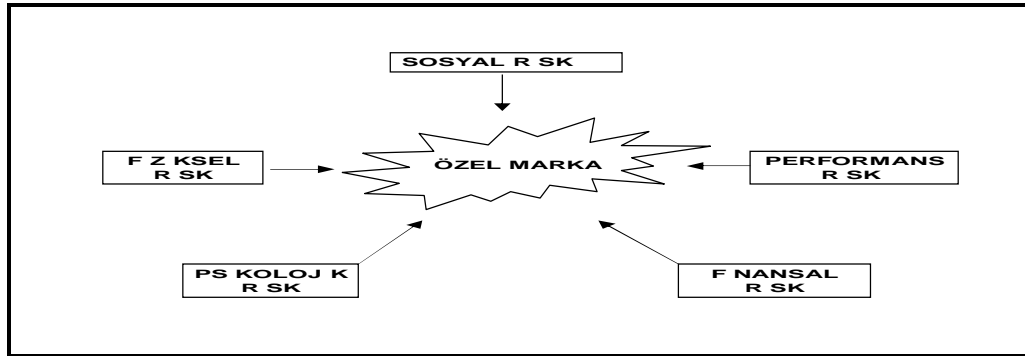 SOSYAL R SK
F Z KSEL
R SK
ÖZEL MARKA
PERFORMANS
R SK
PS KOLOJ K
R SK
F NANSAL
R SK